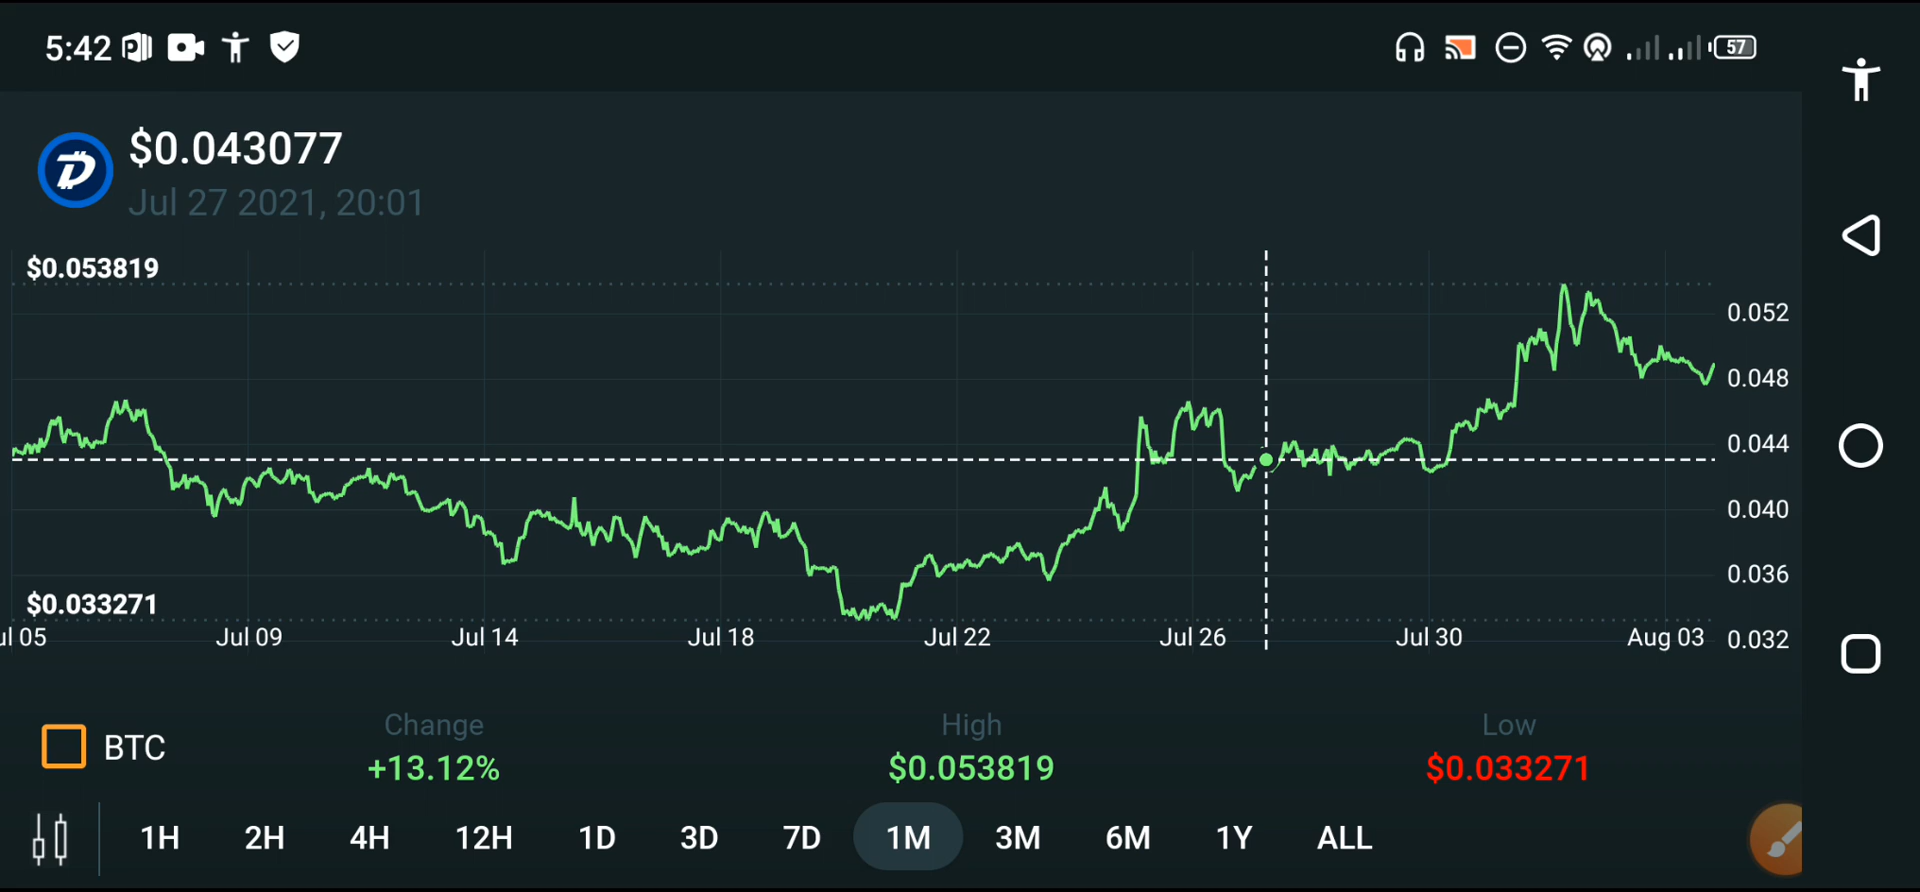 5:42 57
$0.043077
Jul 27 2021, 20:01
$0.053819
0.052
0.048
0.044
0.040
0.036
$0.033271
ul 05 Jul 09 Jul 14 Jul 18 Jul 22 Jul 26 Jul 30 Aug 03 0.032
BTC
Change High Low
+13.12% $0.053819 $0.033271
1H 2H 4H 12H 1D 3D 7D 1M 3M 6M 1Y ALL